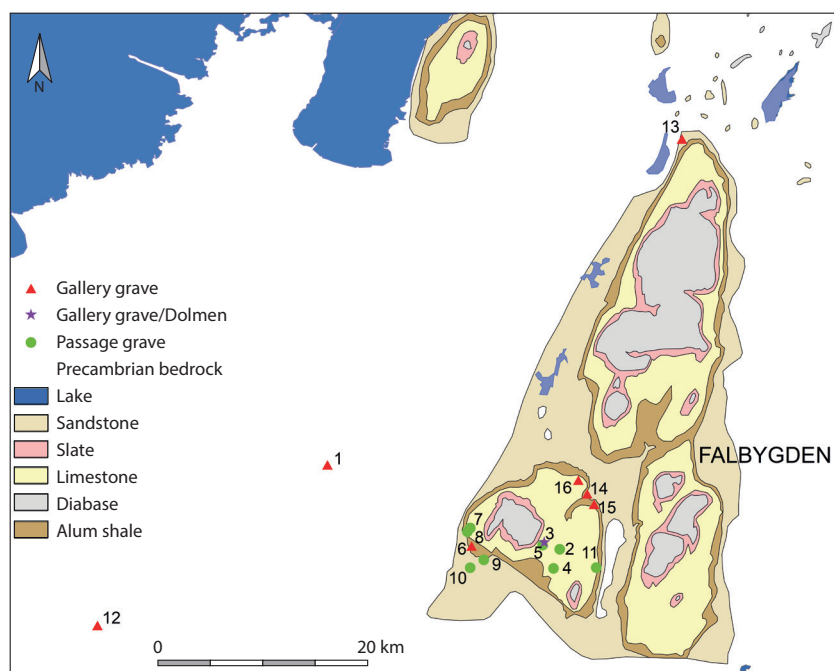 N
13
Gallery grave
Gallery grave/Dolmen
Passage grave
Precambrian bedrock
Lake
Sandstone
Slate
Limestone
Diabase
Alum shale
FALBYGDEN
1
16
14
15
7
8
3
6
5
2
9
10
4
11
12
0
20 km